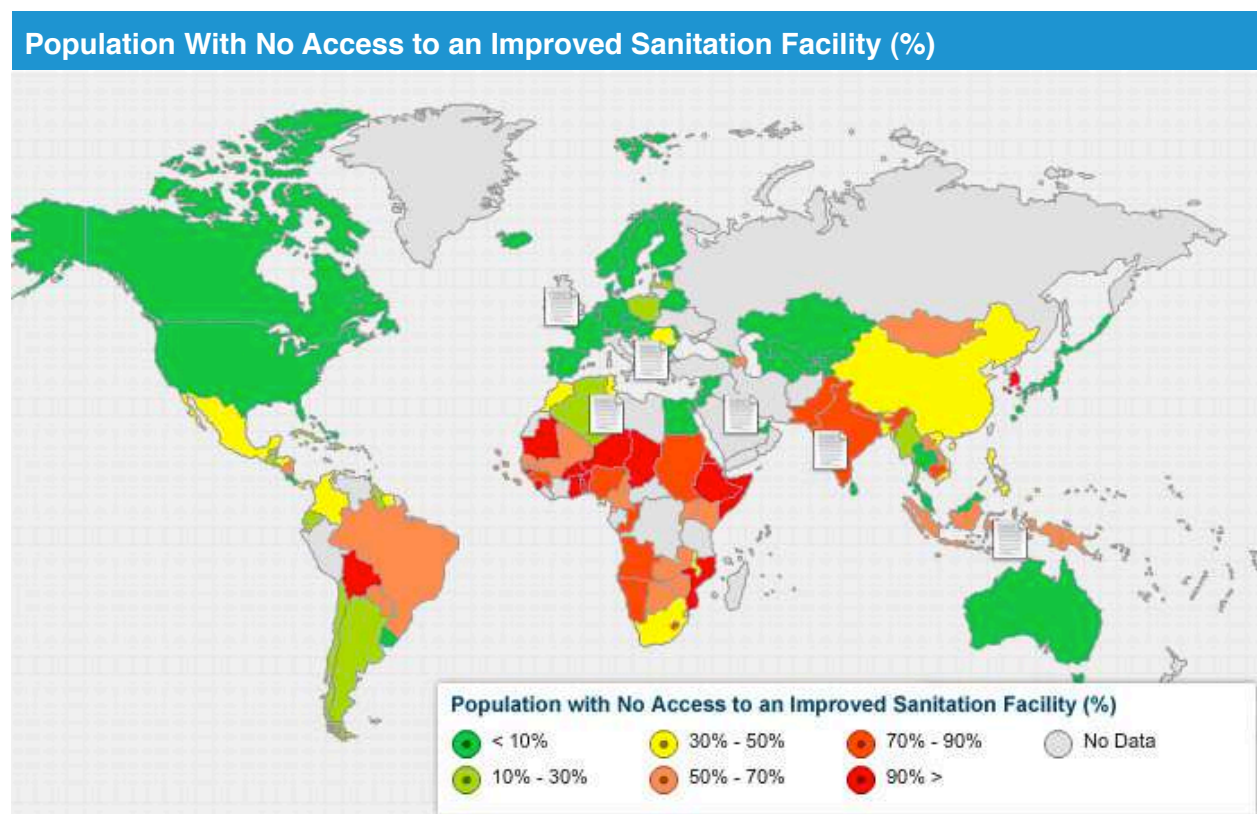 Population With No Access to an Improved Sanitation Facility (%)
Population with No Access to an Improved Sanitation Facility (%)
< 10%
30% - 50%
70% - 90%
No Data
10% - 30%
50% - 70%
90% >